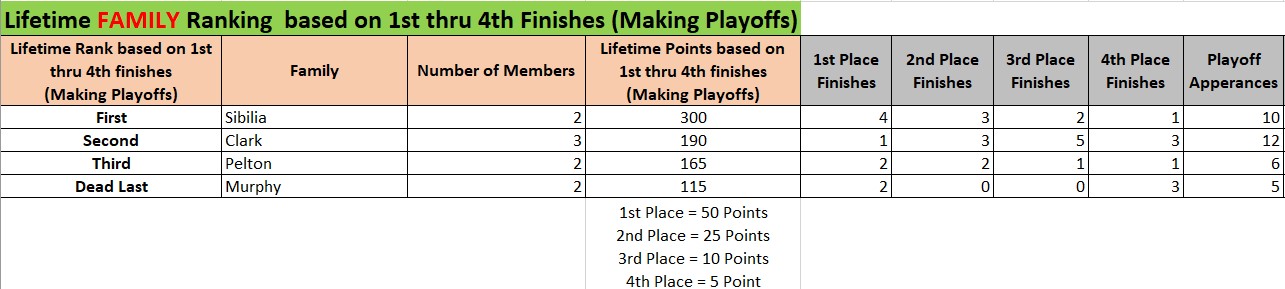 Lifetime FAMILY Ranking based on 1st thru 4th Finishes (Making Playoffs)
Lifetime Rank based on 1st thru 4th finishes (Making Playoffs) Family Number of Members Lifetime Points based on 1st thru 4th finishes (Making Playoffs) 1st Place Finishes 2nd Place Finishes 3rd Place Finishes 4th Place Finishes Playoff Apperances
First Sibilia 2 300 4 3 2 1 10
Second Clark 3 190 1 3 5 3 12
Third Pelton 2 165 2 2 1 1 6
Dead Last Murphy 2 115 2 0 0 3 5
1st Place = 50 Points
2nd Place = 25 Points
3rd Place = 10 Points
4th Place = 5 Point